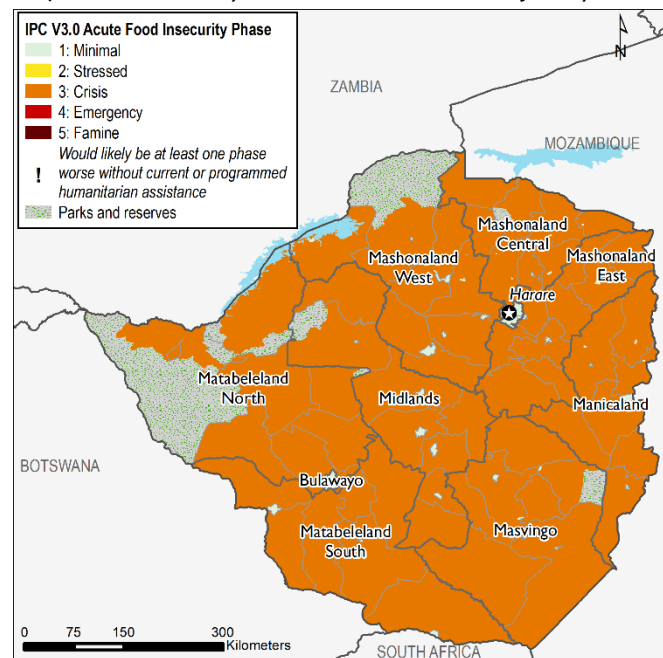 IPC V3.0 Acute Food Insecurity Phase
1: Minimal
2: Stressed
3: Crisis
4: Emergency
5: Famine
Would likely be at least one phase
! worse without current or programmed
humanitarian assistance
Parks and reserves
N
ZAMBIA
MOZAMBIQUE
Mashonaland
Central
Mashonaland
West
Mashonaland
East
Harare
Matabeleland
North
Midlands
Manicaland
BOTSWANA
Bulawayo
Matabeleland
South
Masvingo
0 75 150 300
Kilometers
SOUTH AFRICA